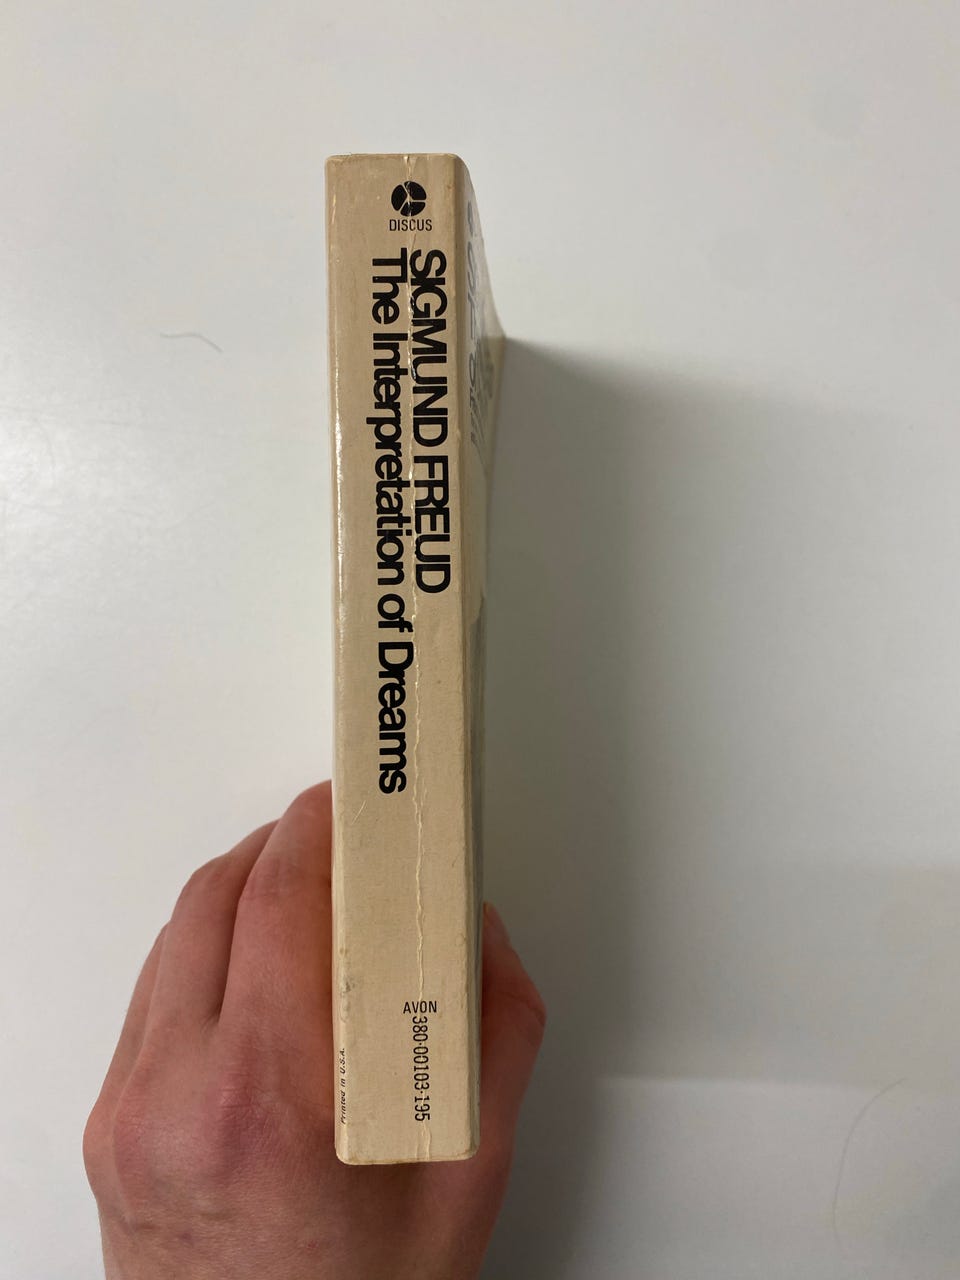 DISCUS
SIGMUND FREUD
The Interpretation of Dreams
AVON
380-00103-195
Printed in U.S.A.